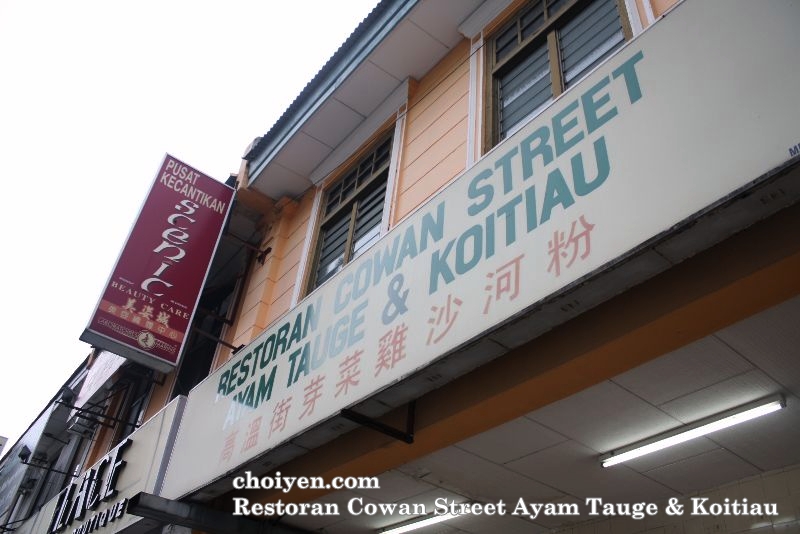 PUSAT
KECANTIKAN
scenic
BEAUTY CARE
RESTORAN COWAN STREET
AYAM TAUGE & KOITIAU
高溫街芽菜雞沙河粉
choiyen.com
Restoran Cowan Street Ayam Tauge & Koitiau